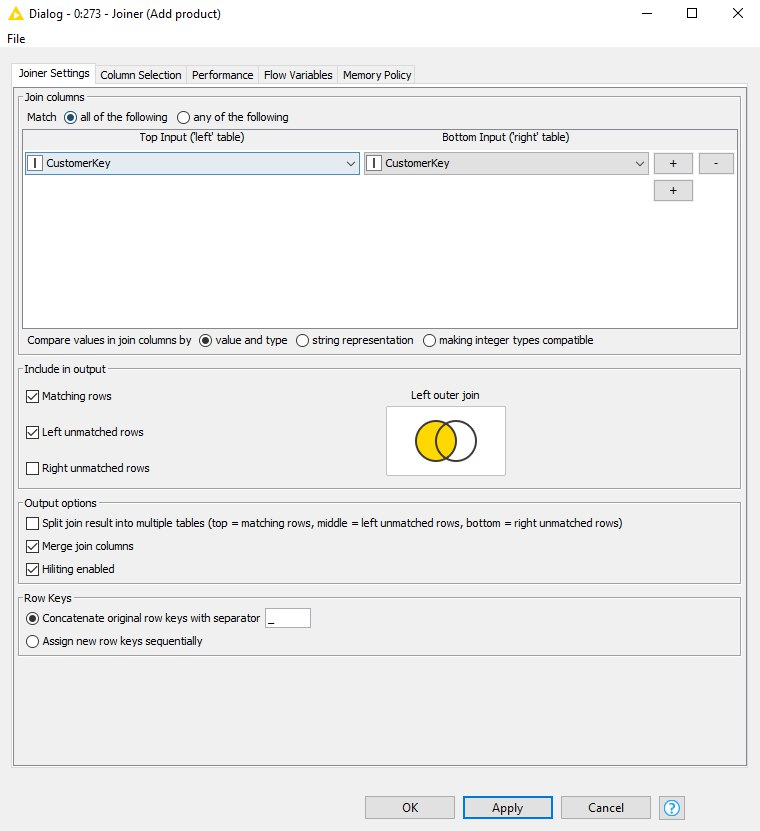 Dialog - 0:273 - Joiner (Add product)
File
Joiner Settings Column Selection Performance Flow Variables Memory Policy
Join columns
Match all of the following any of the following
Top Input ('left' table) Bottom Input ('right' table)
I CustomerKey I CustomerKey + -
+
Compare values in join columns by value and type string representation making integer types compatible
Include in output
Matching rows
Left outer join
Left unmatched rows
Right unmatched rows
Output options
Split join result into multiple tables (top = matching rows, middle = left unmatched rows, bottom = right unmatched rows)
Merge join columns
Hiliting enabled
Row Keys
Concatenate original row keys with separator _
Assign new row keys sequentially
OK Apply Cancel ?